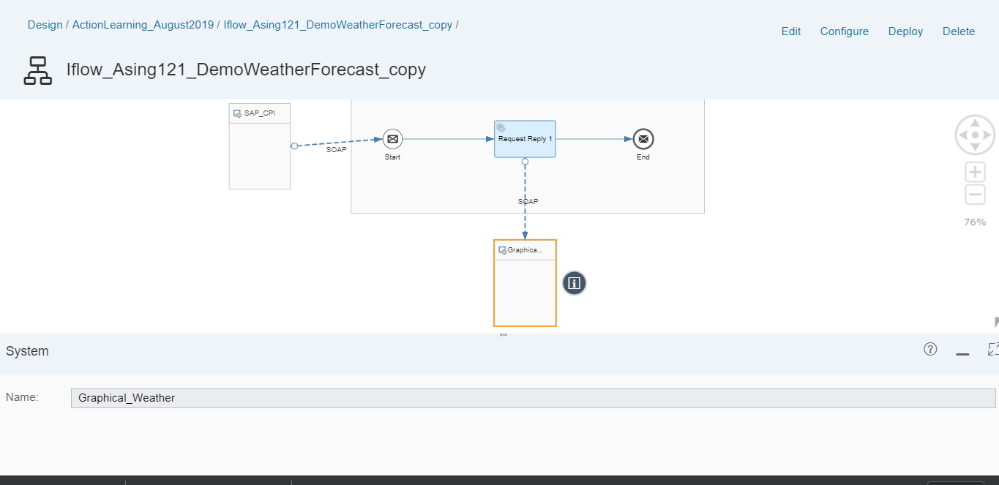 Design / ActionLearning_August2019 / Iflow_Asing121_DemoWeatherForecast_copy /
Edit Configure Deploy Delete
Iflow_Asing121_DemoWeatherForecast_copy
SAP_CPI
SOAP
Start
Request Reply 1
End
SOAP
76%
Graphica...
System
Name: Graphical_Weather